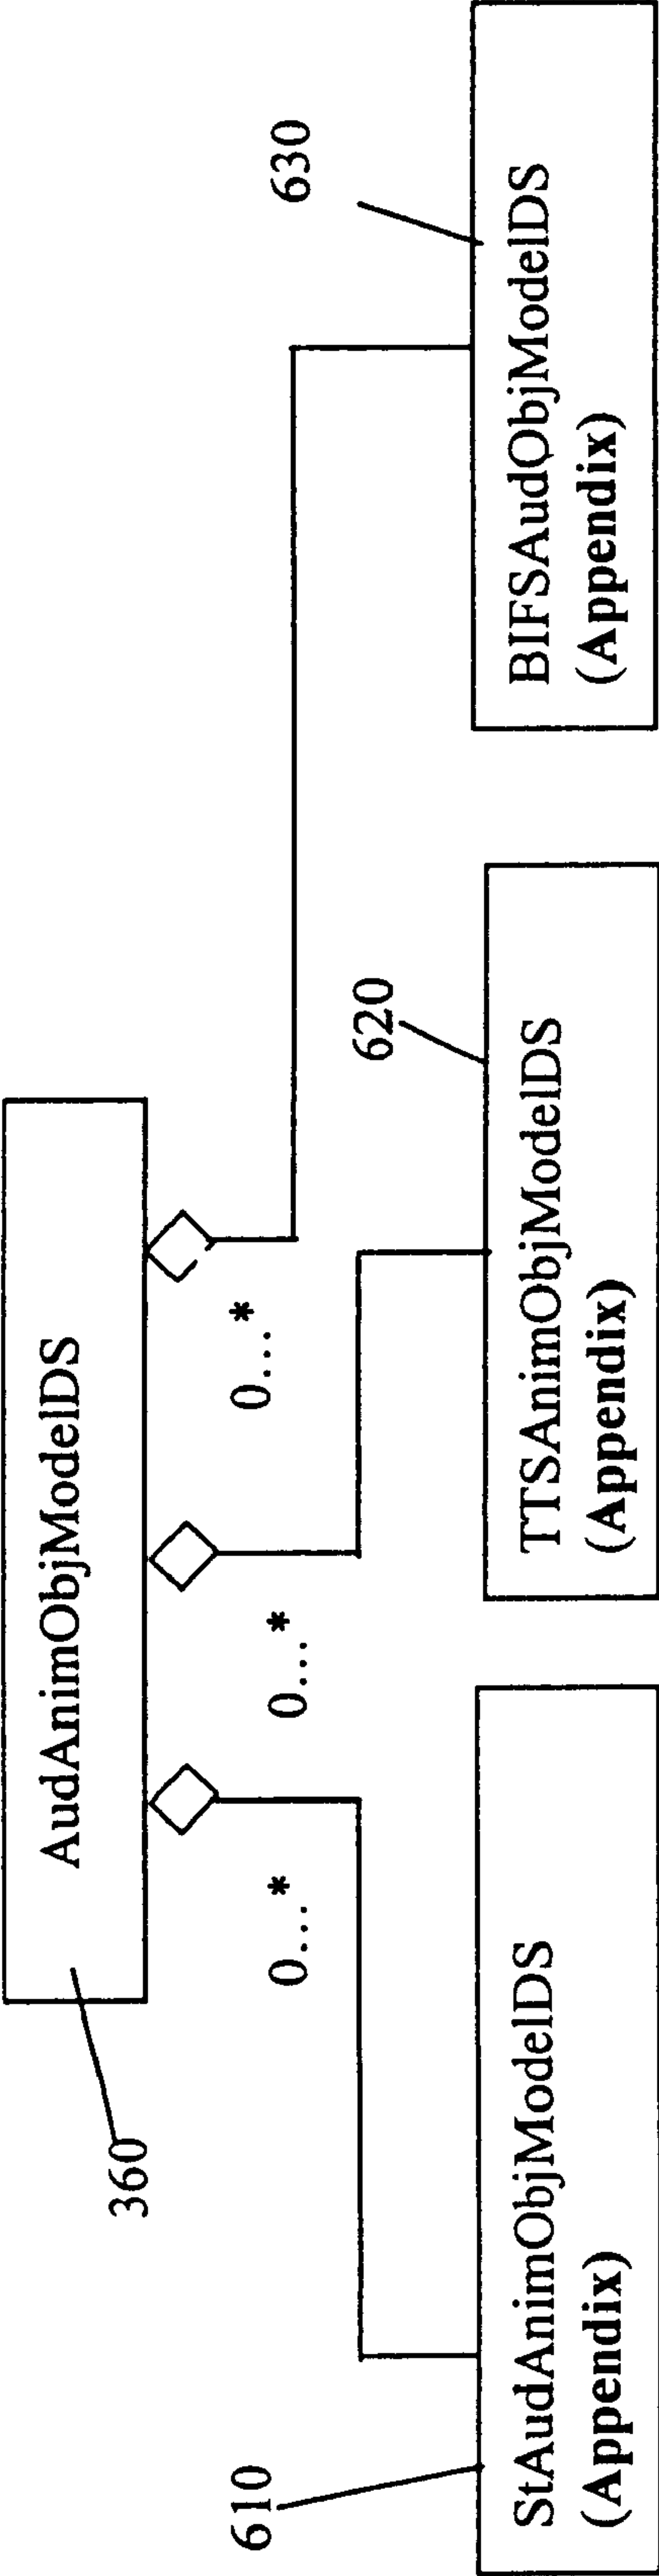 360
AudAnimObjModelDS
0...*
0...*
0...*
610
620
630
StAudAnimObjModelDS
(Appendix)
TTSAnimObjModelDS
(Appendix)
BIFSAudObjModelDS
(Appendix)